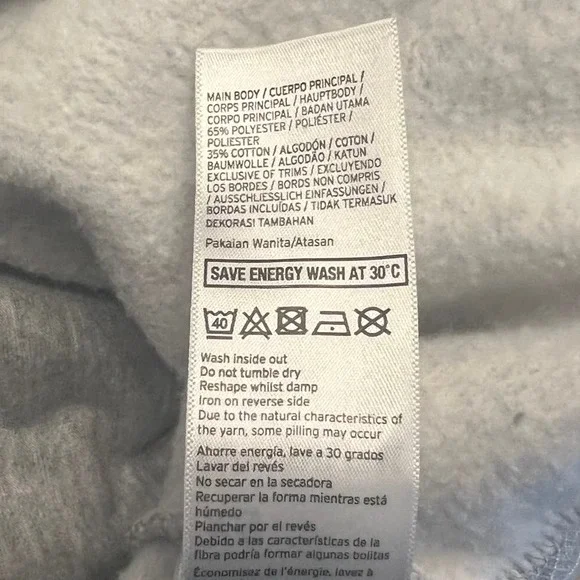 MAIN BODY / CUERPO PRINCIPAL /
CORPS PRINCIPAL / HAUPTBODY /
CORPO PRINCIPAL / BADAN UTAMA
65% POLYESTER / POLIÉSTER /
POLIESTER
35% COTTON / ALGODÓN / COTON /
BAUMWOLLE / ALGODÃO / KATUN
EXCLUSIVE OF TRIMS / EXCLUYENDO
LOS BORDES / BORDS NON COMPRIS
/ AUSSCHLIESSLICH EINFASSUNGEN /
BORDAS INCLUÍDAS / TIDAK TERMASUK
DEKORASI TAMBAHAN
Pakaian Wanita/Atasan
SAVE ENERGY WASH AT 30°C
40
Wash inside out
Do not tumble dry
Reshape whilst damp
Iron on reverse side
Due to the natural characteristics of
the yarn, some pilling may occur
Ahorre energía, lave a 30 grados
Lavar del revés
No secar en la secadora
Recuperar la forma mientras está
húmedo
Planchar por el revés
Debido a las características de la
fibra podría formar algunas bolitas
Économisez de l'énergie, lavez à